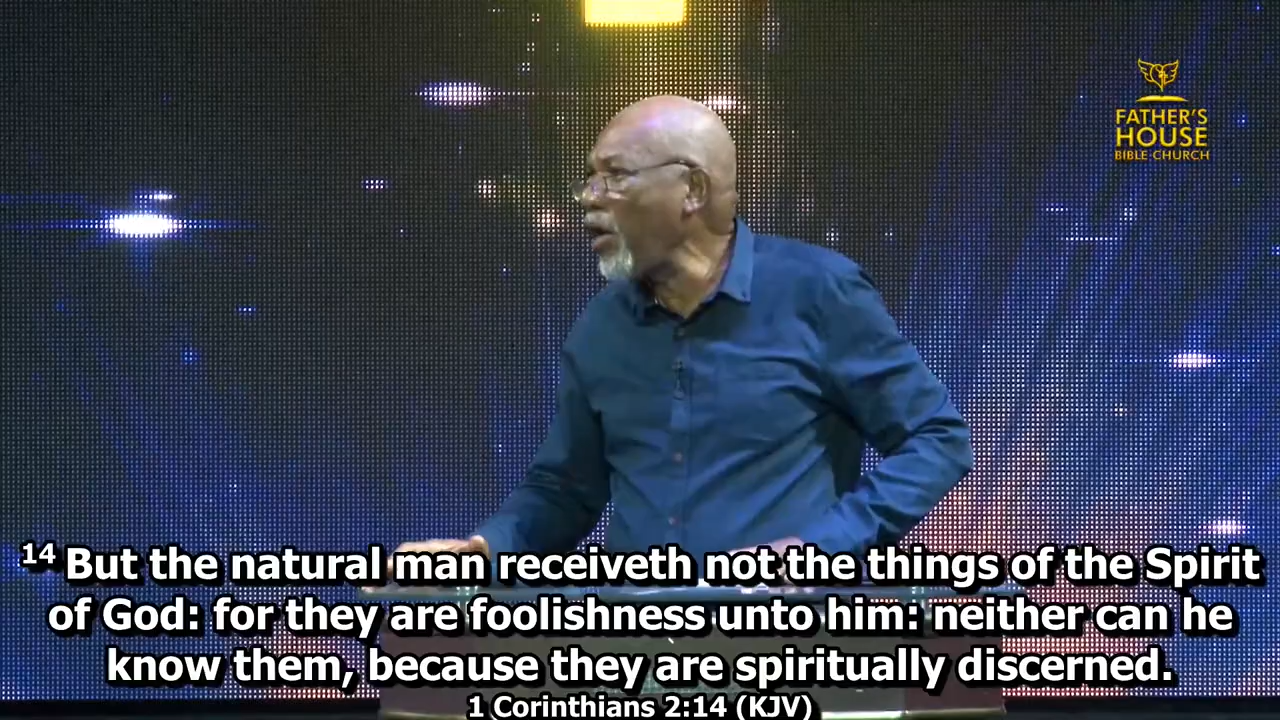 FATHER'S
HOUSE
BIBLE CHURCH
14 But the natural man receiveth not the things of the Spirit
of God: for they are foolishness unto him: neither can he
know them, because they are spiritually discerned.
1 Corinthians 2:14 (KJV)